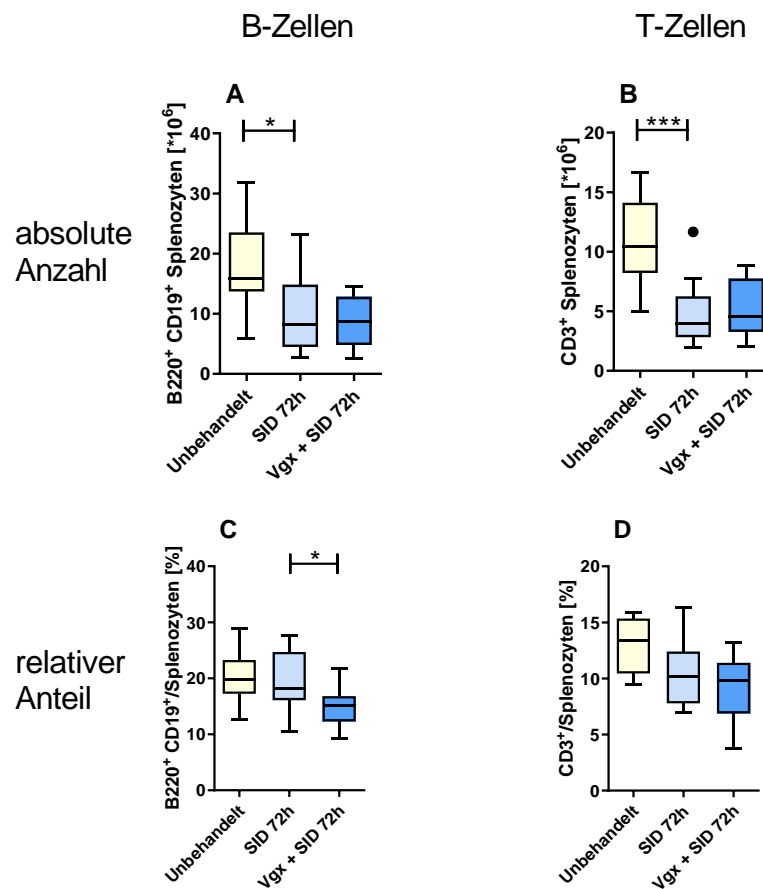 B-Zellen
T-Zellen
absolute
Anzahl
A
*
B220⁺ CD19⁺ Splenozyten [*10⁶]
40
30
20
10
0
Unbehandelt
SID 72h
Vgx + SID 72h
B
***
CD3⁺ Splenozyten [*10⁶]
20
15
10
5
0
Unbehandelt
SID 72h
Vgx + SID 72h
relativer
Anteil
C
*
B220⁺ CD19⁺/Splenozyten [%]
40
30
20
10
0
Unbehandelt
SID 72h
Vgx + SID 72h
D
CD3⁺/Splenozyten [%]
20
15
10
5
0
Unbehandelt
SID 72h
Vgx + SID 72h